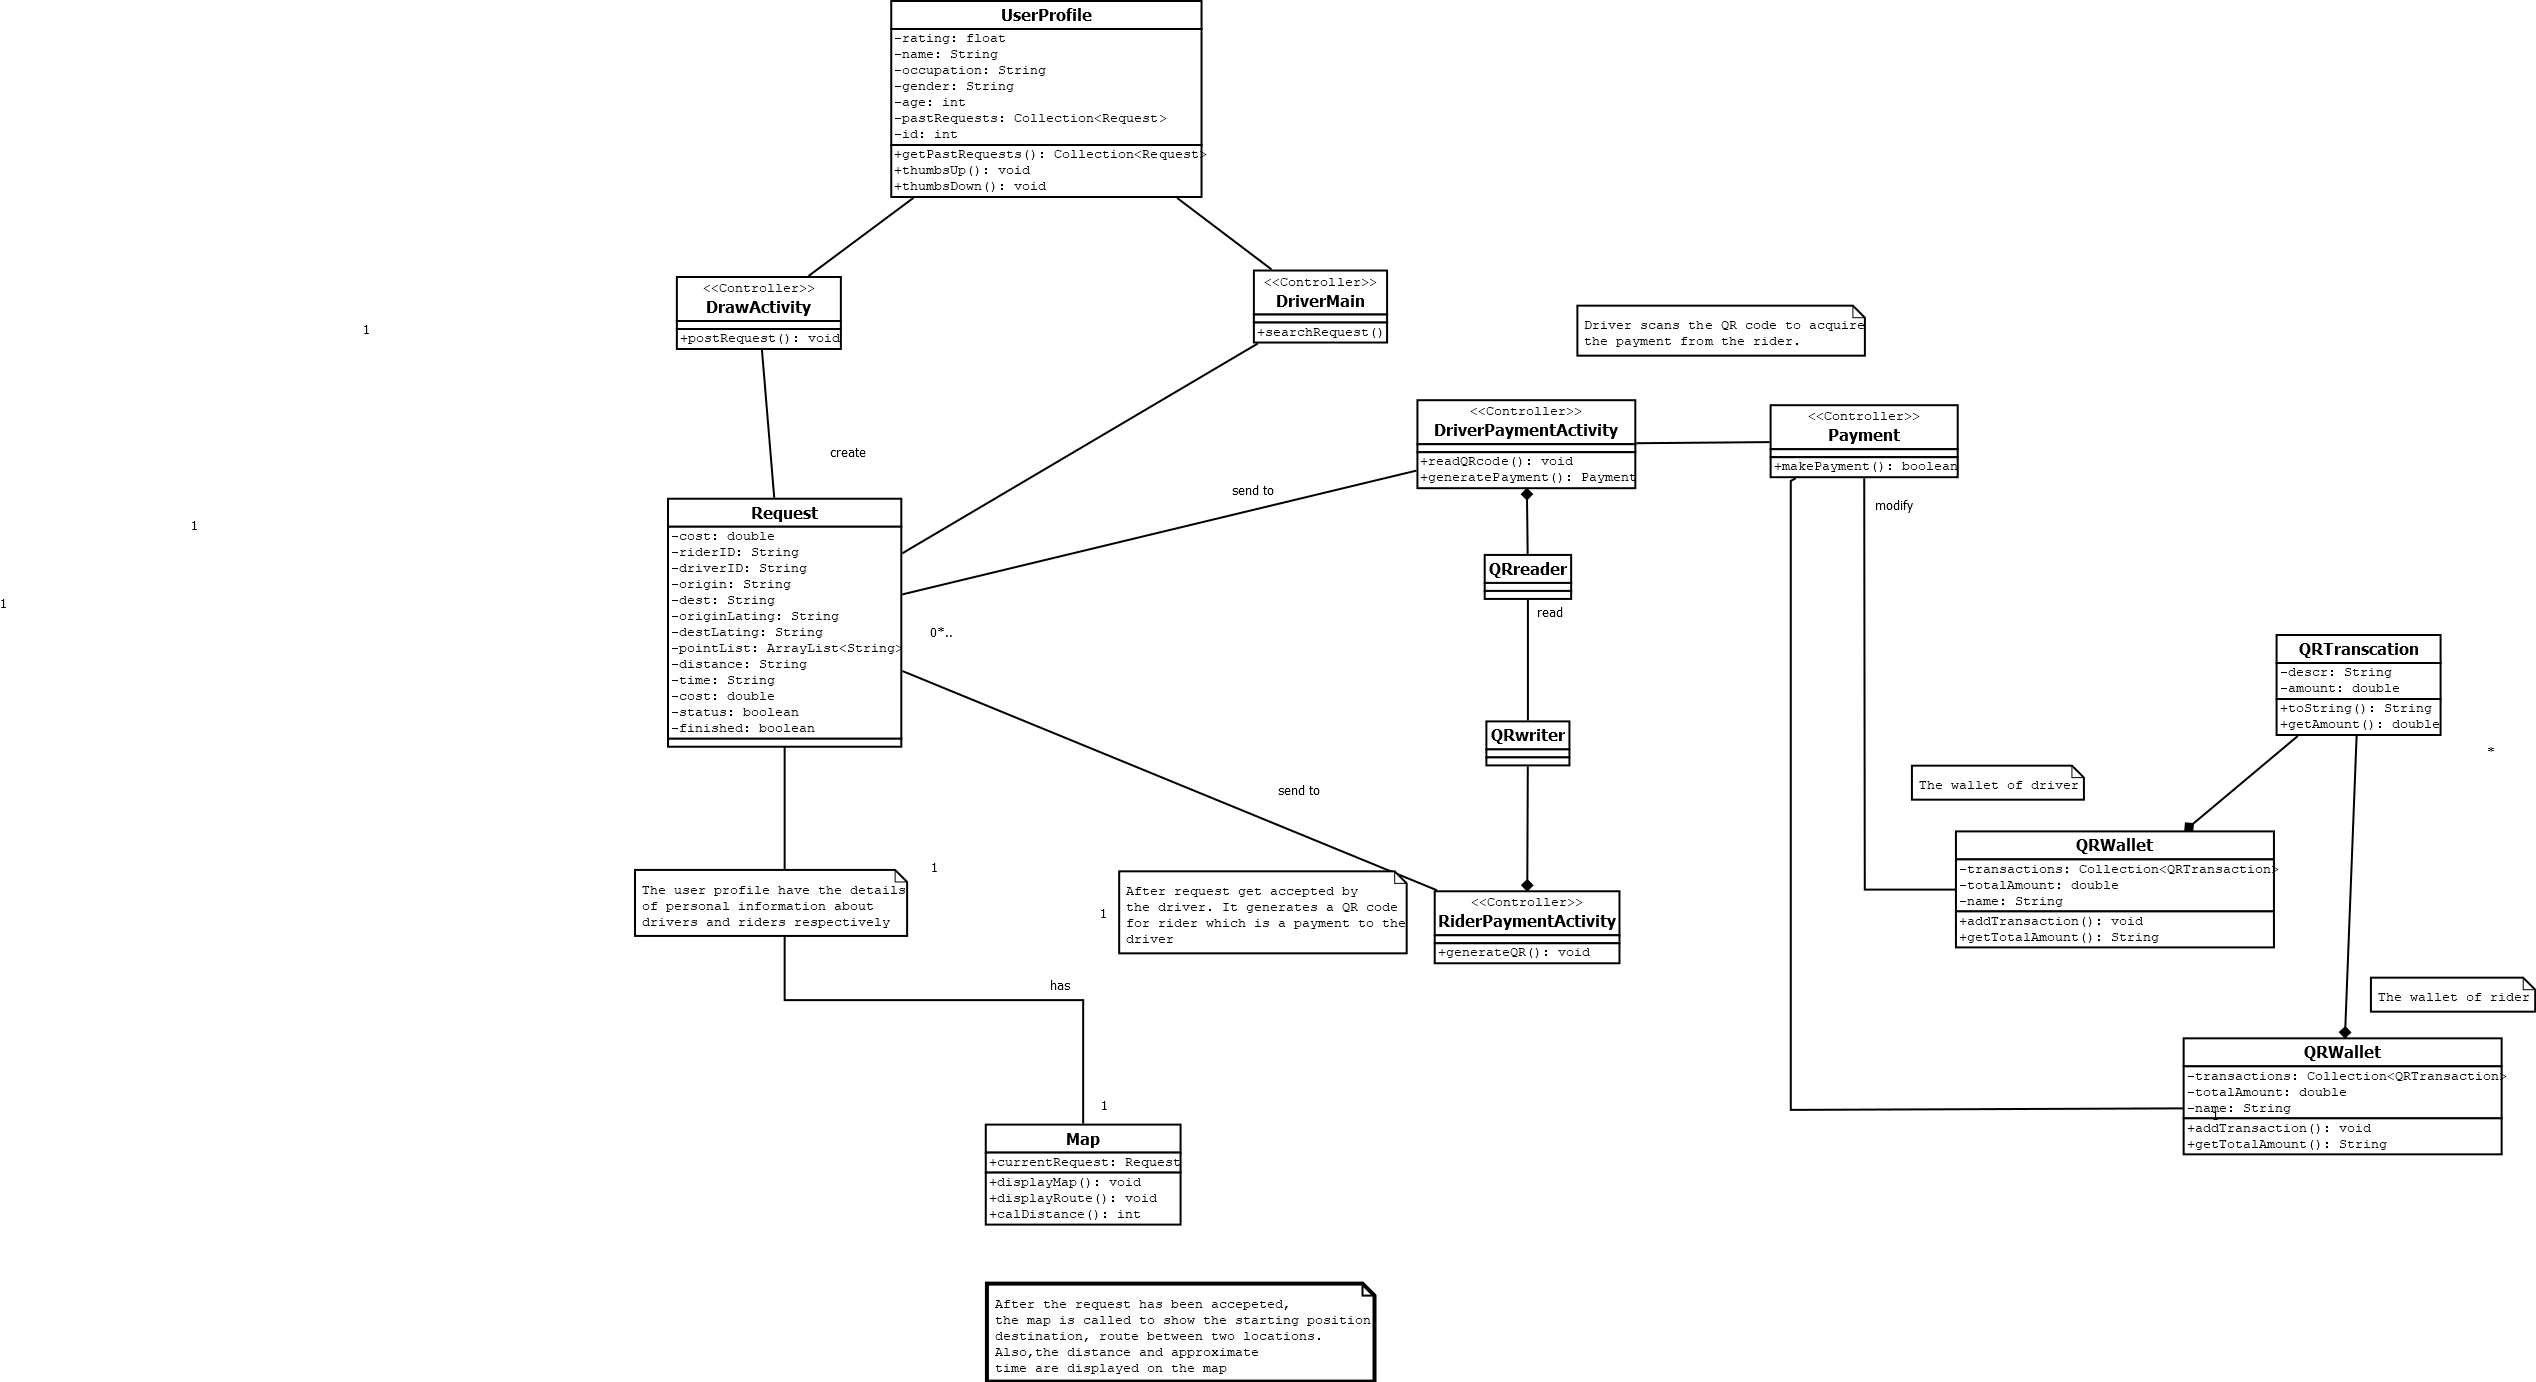 UserProfile
-rating: float
-name: String
-occupation: String
-gender: String
-age: int
-pastRequests: Collection<Request>
-id: int
+getPastRequests(): Collection<Request>
+thumbsUp(): void
+thumbsDown(): void
<<Controller>>
DrawActivity
+postRequest(): void
<<Controller>>
DriverMain
+searchRequest()
Driver scans the QR code to acquire
the payment from the rider.
1
create
<<Controller>>
DriverPaymentActivity
+readQRcode(): void
+generatePayment(): Payment
<<Controller>>
Payment
+makePayment(): boolean
send to
modify
1
1
Request
-cost: double
-riderID: String
-driverID: String
-origin: String
-dest: String
-originLating: String
-destLating: String
-pointList: ArrayList<String>
-distance: String
-time: String
-cost: double
-status: boolean
-finished: boolean
0*..
QRreader
read
QRwriter
QRTranscation
-descr: String
-amount: double
+toString(): String
+getAmount(): double
*
send to
The wallet of driver
QRWallet
-transactions: Collection<QRTransaction>
-totalAmount: double
-name: String
+addTransaction(): void
+getTotalAmount(): String
1
The user profile have the details
of personal information about
drivers and riders respectively
1
After request get accepted by
the driver. It generates a QR code
for rider which is a payment to the
driver
<<Controller>>
RiderPaymentActivity
+generateQR(): void
has
The wallet of rider
QRWallet
-transactions: Collection<QRTransaction>
-totalAmount: double
-name: String
1
+addTransaction(): void
+getTotalAmount(): String
1
Map
+currentRequest: Request
+displayMap(): void
+displayRoute(): void
+calDistance(): int
After the request has been accepeted,
the map is called to show the starting position
destination, route between two locations.
Also,the distance and approximate
time are displayed on the map